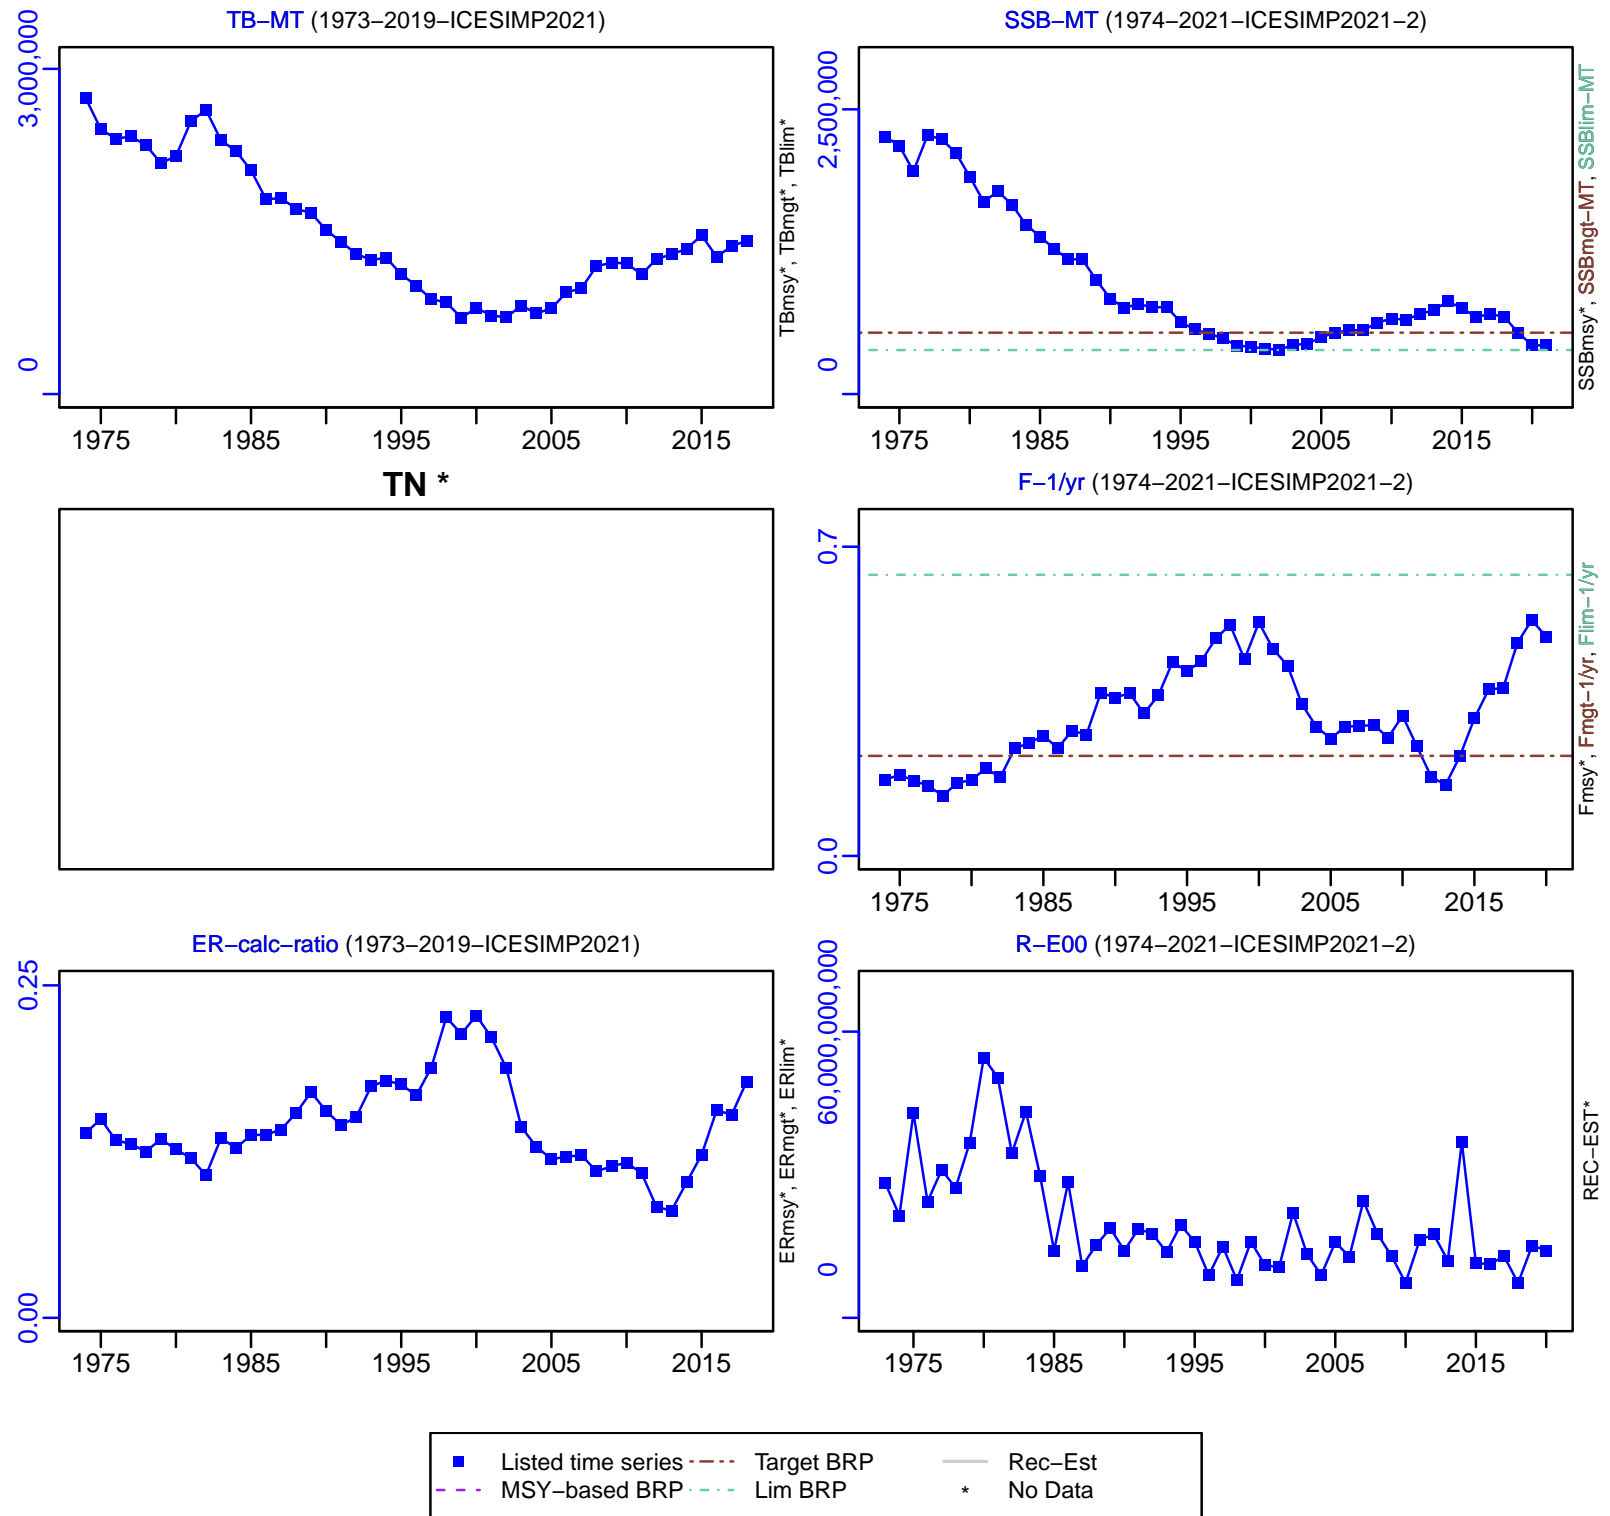 TB−MT (1973−2019−ICESIMP2021)
3,000,000
0
1975 1985 1995 2005 2015
TBmsy*, TBmgt*, TBlim*
SSB−MT (1974−2021−ICESIMP2021−2)
2,500,000
0
1975 1985 1995 2005 2015
SSBmsy*, SSBmgt−MT, SSBlim−MT
TN *
F−1/yr (1974−2021−ICESIMP2021−2)
0.7
0.0
1975 1985 1995 2005 2015
Fmsy*, Fmgt−1/yr, Flim−1/yr
ER−calc−ratio (1973−2019−ICESIMP2021)
0.25
0.00
1975 1985 1995 2005 2015
ERmsy*, ERmgt*, ERlim*
R−E00 (1974−2021−ICESIMP2021−2)
60,000,000,000
0
1975 1985 1995 2005 2015
REC−EST*
Listed time series Target BRP Rec−Est
MSY−based BRP Lim BRP * No Data